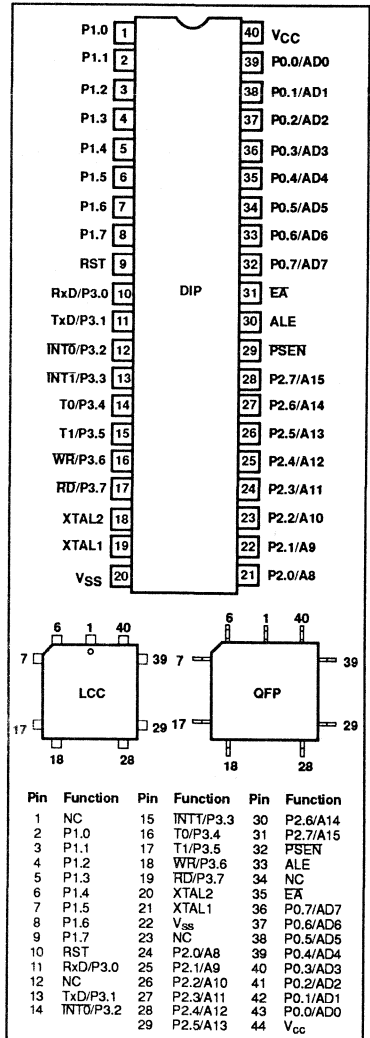 P1.0 1 40 VCC
P1.1 2 39 P0.0/AD0
P1.2 3 38 P0.1/AD1
P1.3 4 37 P0.2/AD2
P1.4 5 36 P0.3/AD3
P1.5 6 35 P0.4/AD4
P1.6 7 34 P0.5/AD5
P1.7 8 33 P0.6/AD6
RST 9 32 P0.7/AD7
RxD/P3.0 10 DIP 31 E̅A̅
TxD/P3.1 11 30 ALE
I̅N̅T̅0̅/P3.2 12 29 P̅S̅E̅N̅
I̅N̅T̅1̅/P3.3 13 28 P2.7/A15
T0/P3.4 14 27 P2.6/A14
T1/P3.5 15 26 P2.5/A13
W̅R̅/P3.6 16 25 P2.4/A12
R̅D̅/P3.7 17 24 P2.3/A11
XTAL2 18 23 P2.2/A10
XTAL1 19 22 P2.1/A9
VSS 20 21 P2.0/A8
6 1 40 6 1 40
7 39 7 39
LCC QFP
17 29 17 29
18 28 18 28
Pin Function Pin Function Pin Function
1 NC 15 I̅N̅T̅1̅/P3.3 30 P2.6/A14
2 P1.0 16 T0/P3.4 31 P2.7/A15
3 P1.1 17 T1/P3.5 32 P̅S̅E̅N̅
4 P1.2 18 W̅R̅/P3.6 33 ALE
5 P1.3 19 R̅D̅/P3.7 34 NC
6 P1.4 20 XTAL2 35 E̅A̅
7 P1.5 21 XTAL1 36 P0.7/AD7
8 P1.6 22 VSS 37 P0.6/AD6
9 P1.7 23 NC 38 P0.5/AD5
10 RST 24 P2.0/A8 39 P0.4/AD4
11 RxD/P3.0 25 P2.1/A9 40 P0.3/AD3
12 NC 26 P2.2/A10 41 P0.2/AD2
13 TxD/P3.1 27 P2.3/A11 42 P0.1/AD1
14 I̅N̅T̅0̅/P3.2 28 P2.4/A12 43 P0.0/AD0
29 P2.5/A13 44 VCC